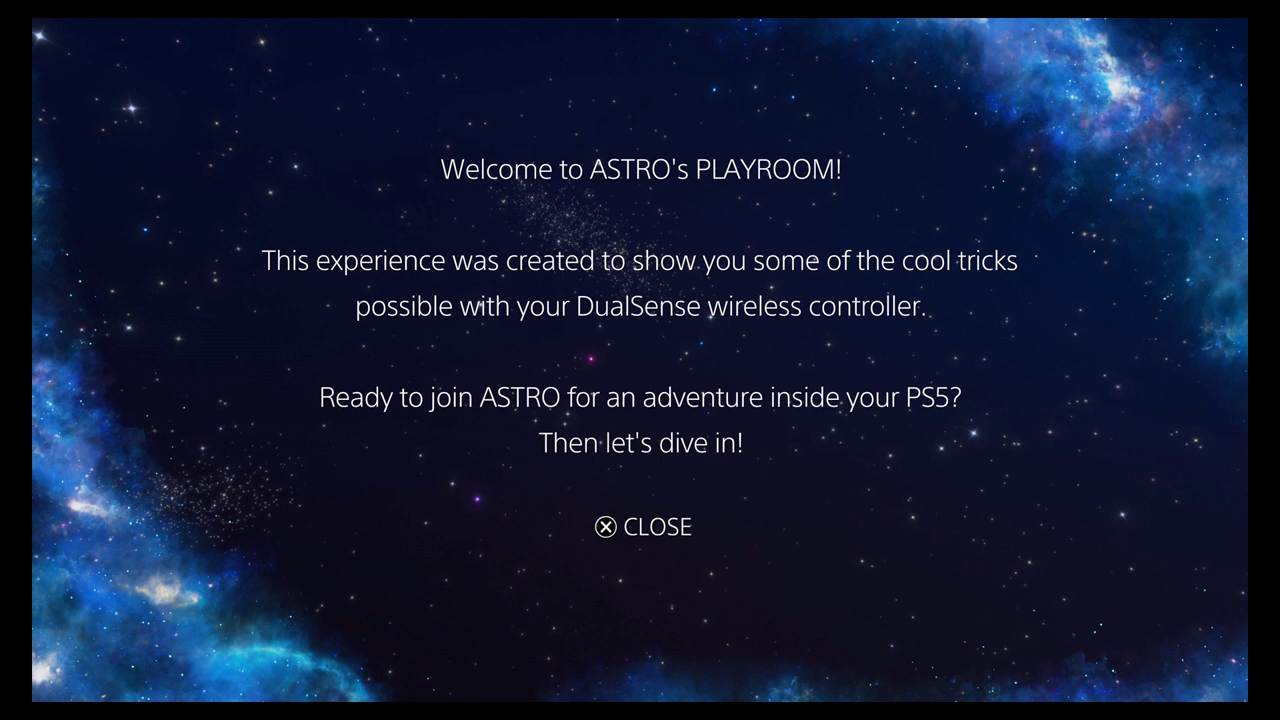 Welcome to ASTRO's PLAYROOM!
This experience was created to show you some of the cool tricks
possible with your DualSense wireless controller.
Ready to join ASTRO for an adventure inside your PS5?
Then let's dive in!
CLOSE